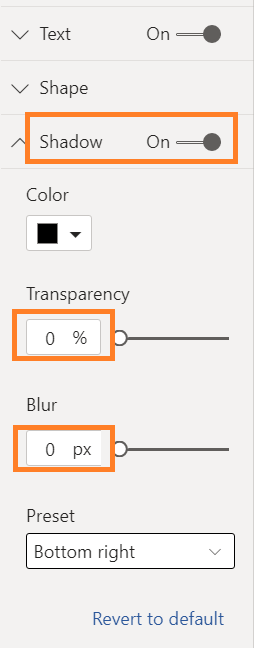 Text On
Shape
Shadow On
Color
Transparency
0 %
Blur
0 px
Preset
Bottom right
Revert to default